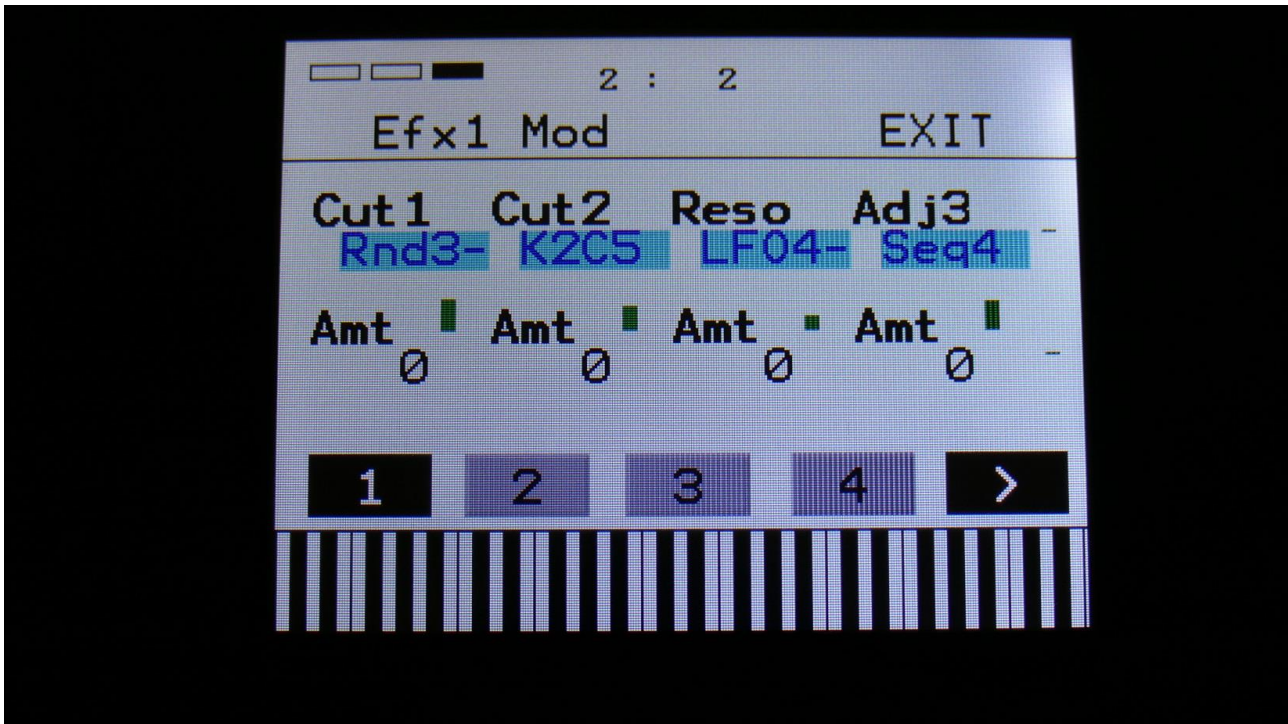 2 : 2
Efx1 Mod EXIT
Cut1 Cut2 Reso Adj3
Rnd3- K2C5 LFO4- Seq4
Amt Amt Amt Amt
0 0 0 0
1 2 3 4 >